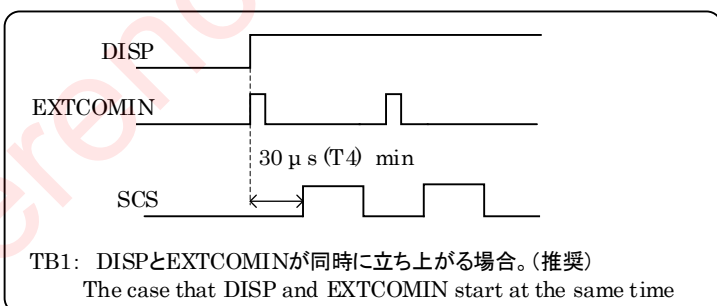 DISP
EXTCOMIN
30 μ s (T4) min
SCS
TB1: DISPとEXTCOMINが同時に立ち上がる場合。(推奨)
The case that DISP and EXTCOMIN start at the same time